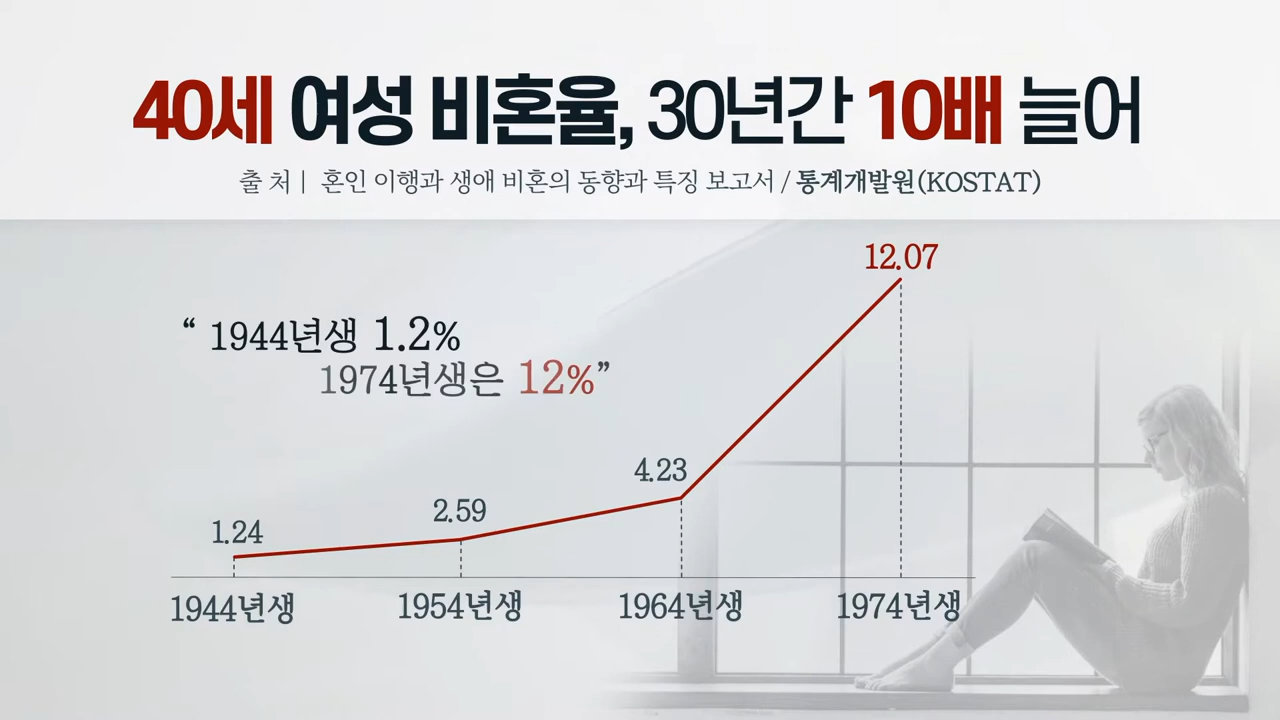 40세 여성 비혼율, 30년간 10배 늘어
출 처 | 혼인 이행과 생애 비혼의 동향과 특징 보고서 / 통계개발원(KOSTAT)
12.07
“ 1944년생 1.2%
1974년생은 12%”
4.23
2.59
1.24
1944년생 1954년생 1964년생 1974년생